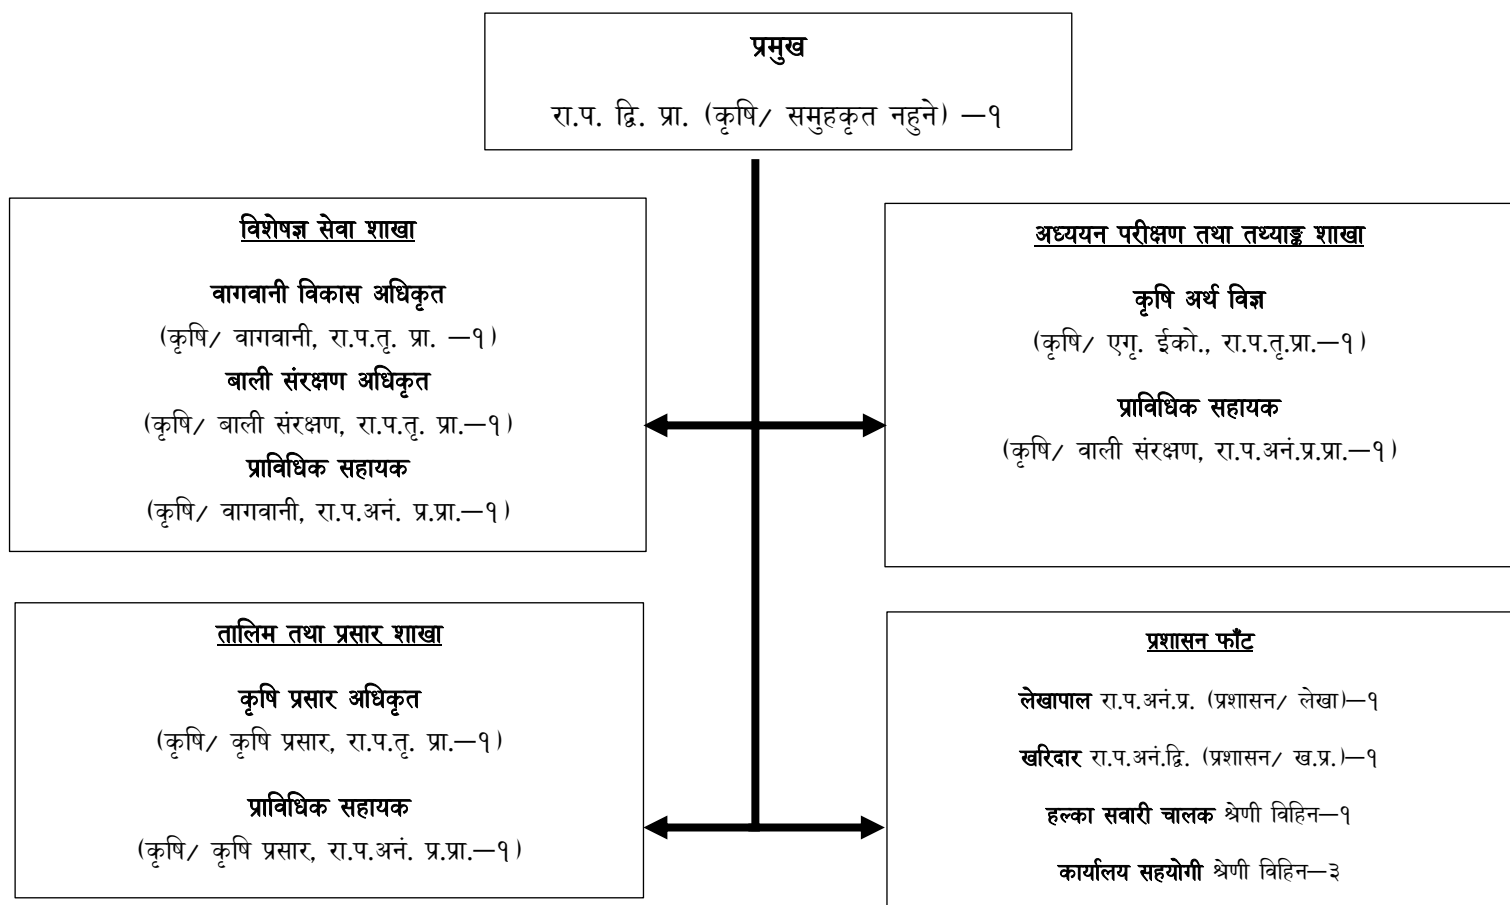 प्रमुख
रा.प. द्वि. प्रा. (कृषि/ समुहकृत नहुने) —१
विशेषज्ञ सेवा शाखा
वागवानी विकास अधिकृत
(कृषि/ वागवानी, रा.प.तृ. प्रा. —१)
बाली संरक्षण अधिकृत
(कृषि/ बाली संरक्षण, रा.प.तृ. प्रा.—१)
प्राविधिक सहायक
(कृषि/ वागवानी, रा.प.अनं. प्र.प्रा.—१)
अध्ययन परीक्षण तथा तथ्याङ्क शाखा
कृषि अर्थ विज्ञ
(कृषि/ एगृ. ईको., रा.प.तृ.प्रा.—१)
प्राविधिक सहायक
(कृषि/ वाली संरक्षण, रा.प.अनं.प्र.प्रा.—१)
तालिम तथा प्रसार शाखा
कृषि प्रसार अधिकृत
(कृषि/ कृषि प्रसार, रा.प.तृ. प्रा.—१)
प्राविधिक सहायक
(कृषि/ कृषि प्रसार, रा.प.अनं. प्र.प्रा.—१)
प्रशासन फाँट
लेखापाल रा.प.अनं.प्र. (प्रशासन/ लेखा)—१
खरिदार रा.प.अनं.द्वि. (प्रशासन/ ख.प्र.)—१
हल्का सवारी चालक श्रेणी विहिन—१
कार्यालय सहयोगी श्रेणी विहिन—३